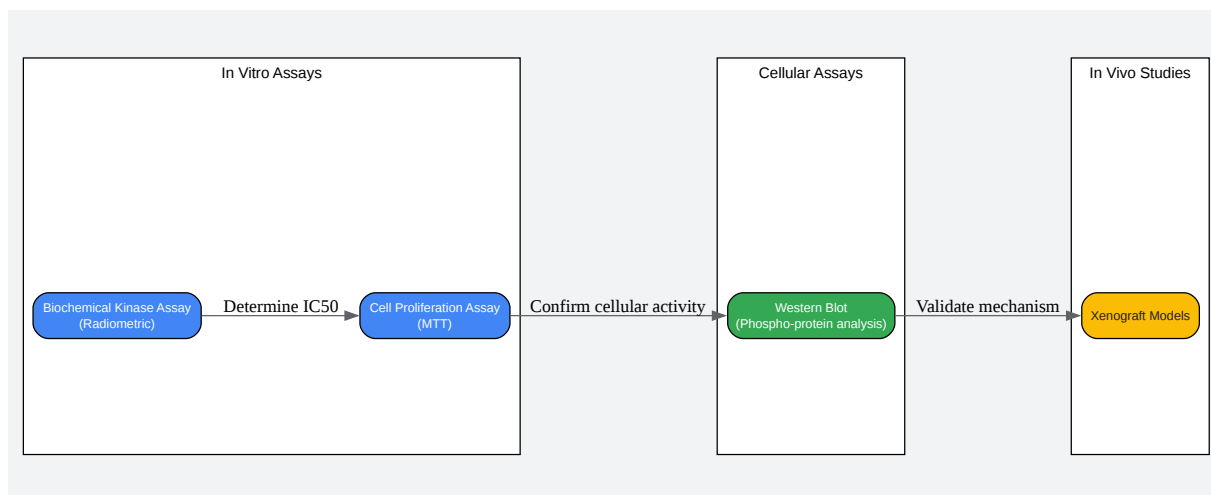 In Vitro Assays
Cellular Assays
In Vivo Studies
Biochemical Kinase Assay
(Radiometric)
Determine IC50
Cell Proliferation Assay
(MTT)
Confirm cellular activity
Western Blot
(Phospho-protein analysis)
Validate mechanism
Xenograft Models